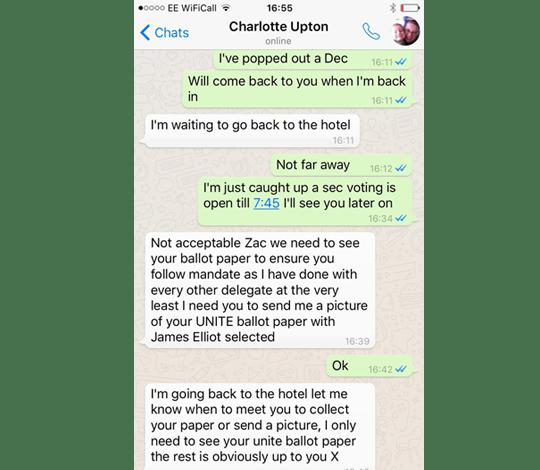 EE WiFiCall 16:55
Chats
Charlotte Upton
online
I've popped out a Dec 16:11
Will come back to you when I'm back
in 16:11
I'm waiting to go back to the hotel
16:11
Not far away 16:12
I'm just caught up a sec voting is
open till 7:45 I'll see you later on
16:34
Not acceptable Zac we need to see
your ballot paper to ensure you
follow mandate as I have done with
every other delegate at the very
least I need you to send me a picture
of your UNITE ballot paper with
James Elliot selected 16:39
Ok 16:42
I'm going back to the hotel let me
know when to meet you to collect
your paper or send a picture, I only
need to see your unite ballot paper
the rest is obviously up to you X